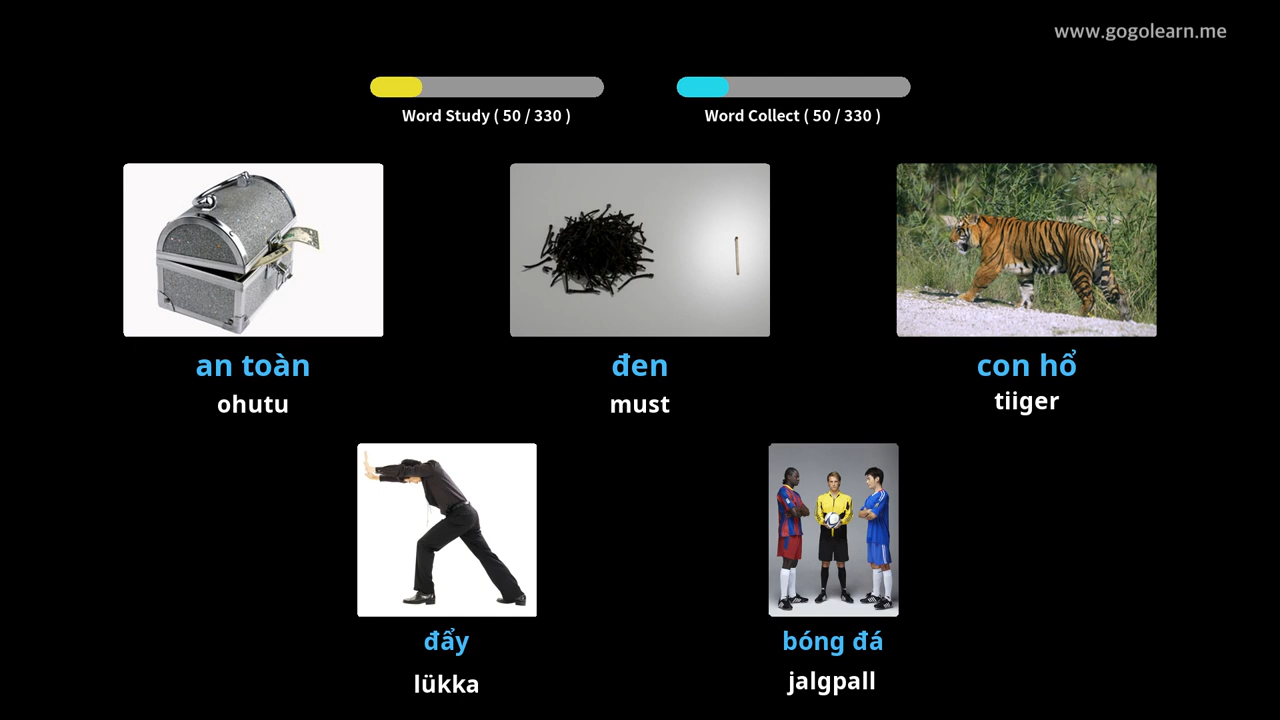 www.gogolearn.me
Word Study ( 50 / 330 )
Word Collect ( 50 / 330 )
an toàn
đen
con hổ
ohutu
must
tiiger
đẩy
bóng đá
lükka
jalgpall